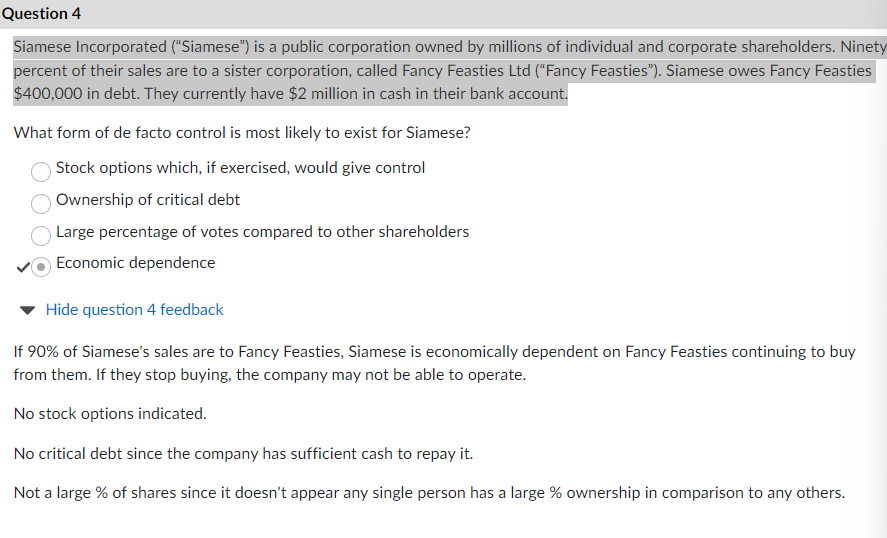 Question 4
Siamese Incorporated (“Siamese”) is a public corporation owned by millions of individual and corporate shareholders. Ninety
percent of their sales are to a sister corporation, called Fancy Feasties Ltd (“Fancy Feasties”). Siamese owes Fancy Feasties
$400,000 in debt. They currently have $2 million in cash in their bank account.
What form of de facto control is most likely to exist for Siamese?
Stock options which, if exercised, would give control
Ownership of critical debt
Large percentage of votes compared to other shareholders
Economic dependence
Hide question 4 feedback
If 90% of Siamese's sales are to Fancy Feasties, Siamese is economically dependent on Fancy Feasties continuing to buy
from them. If they stop buying, the company may not be able to operate.
No stock options indicated.
No critical debt since the company has sufficient cash to repay it.
Not a large % of shares since it doesn't appear any single person has a large % ownership in comparison to any others.